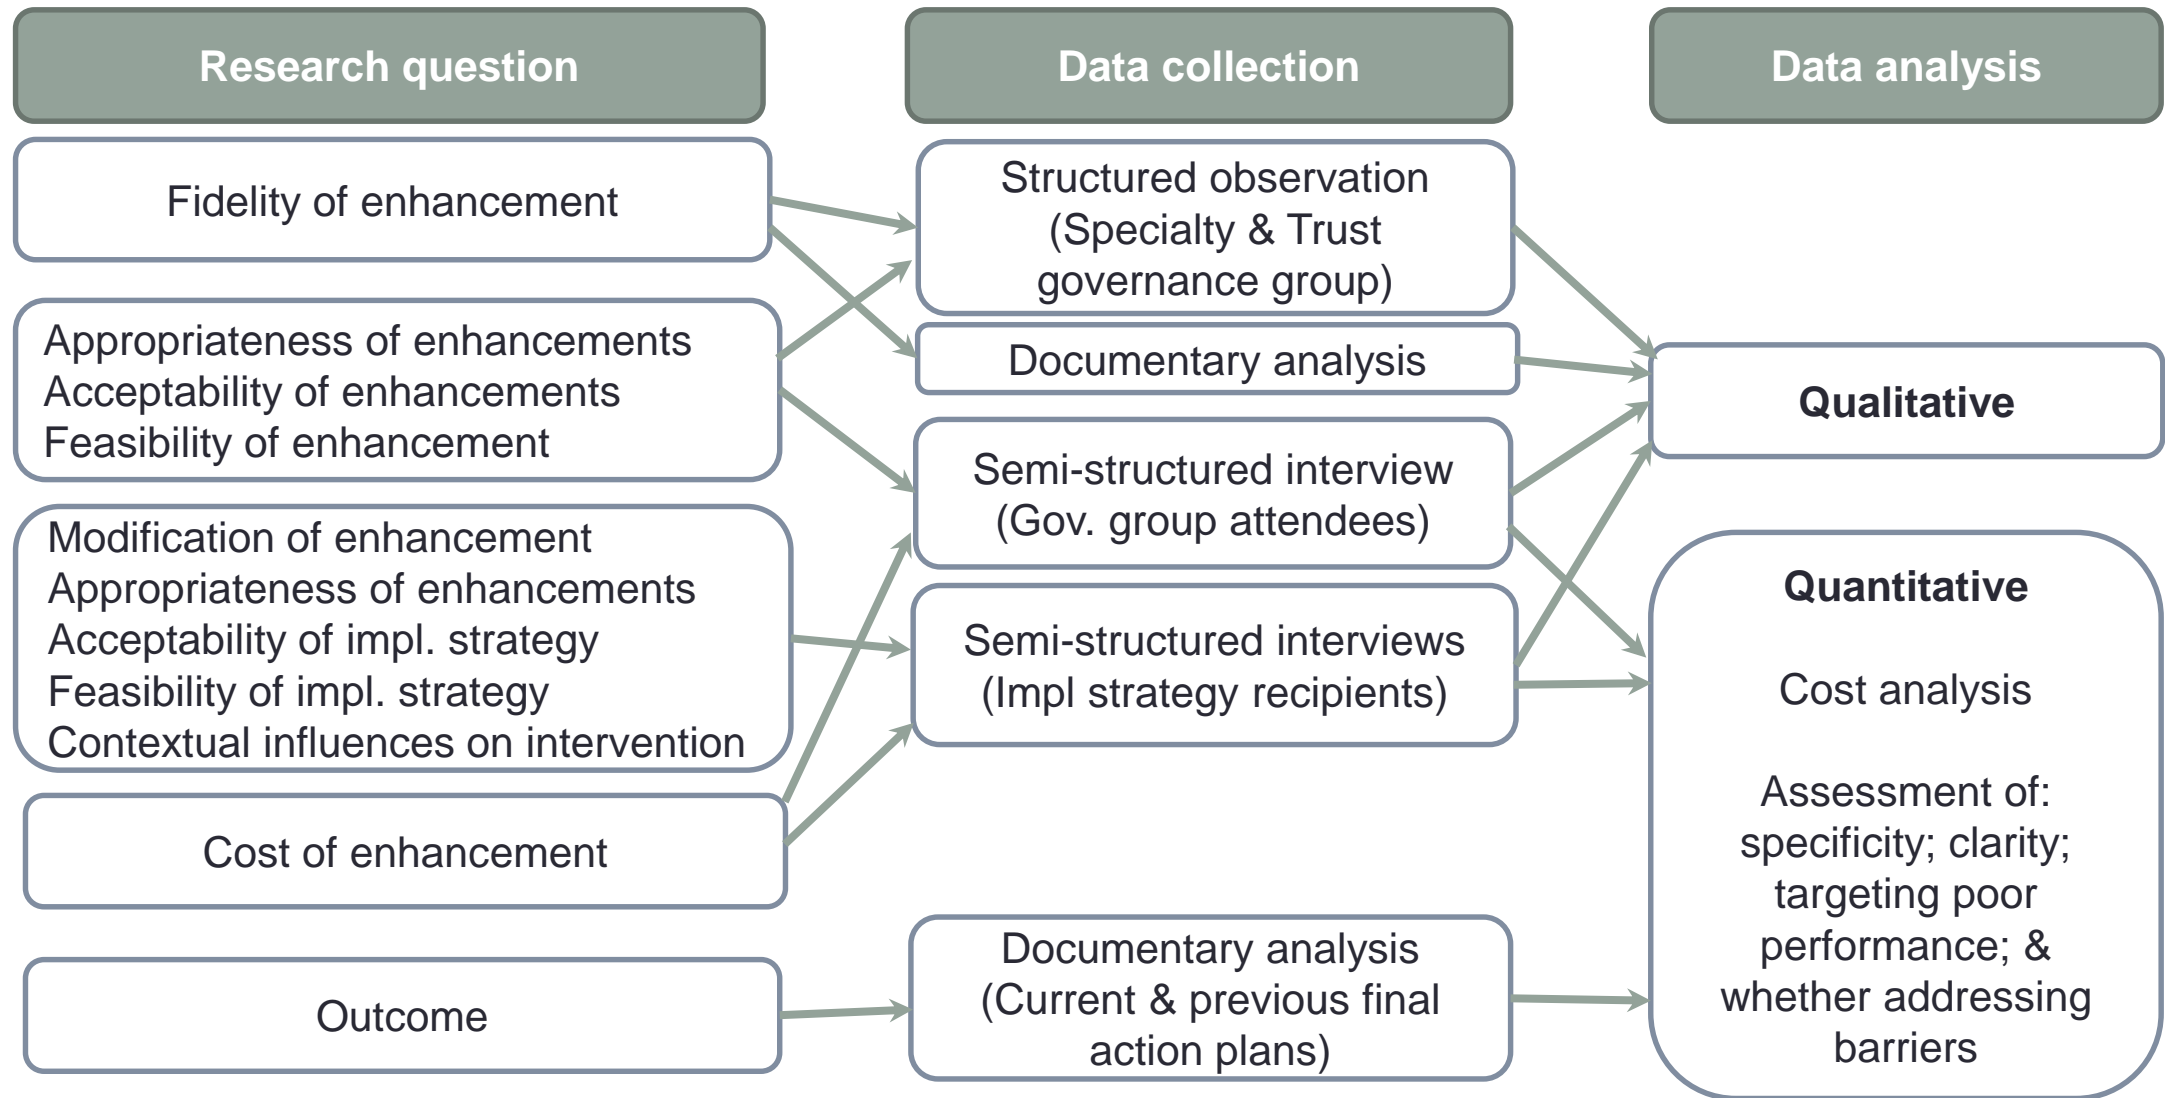 Research question
Data collection
Data analysis
Fidelity of enhancement
Appropriateness of enhancements
Acceptability of enhancements
Feasibility of enhancement
Modification of enhancement
Appropriateness of enhancements
Acceptability of impl. strategy
Feasibility of impl. strategy
Contextual influences on intervention
Cost of enhancement
Outcome
Structured observation
(Specialty & Trust
governance group)
Documentary analysis
Semi-structured interview
(Gov. group attendees)
Semi-structured interviews
(Impl strategy recipients)
Documentary analysis
(Current & previous final
action plans)
Qualitative
Quantitative
Cost analysis
Assessment of:
specificity; clarity;
targeting poor
performance; &
whether addressing
barriers